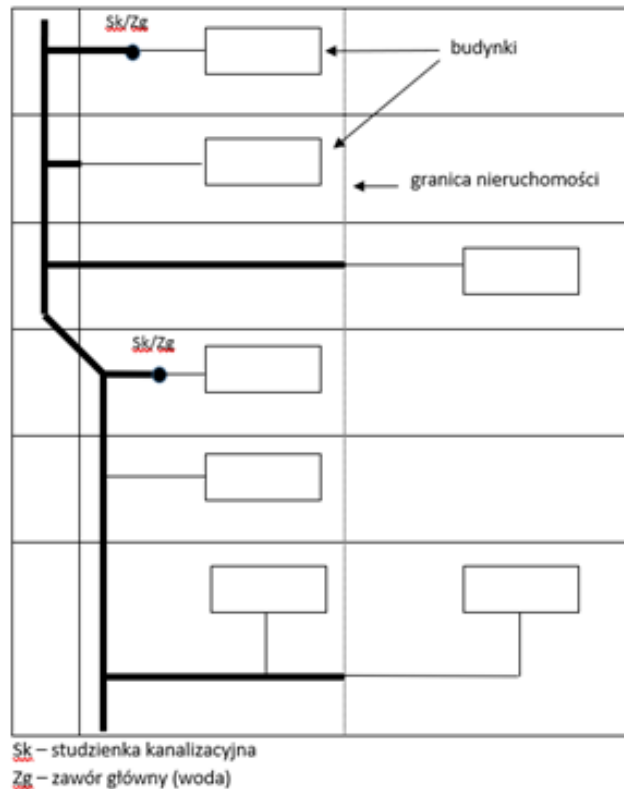 Sk/Zg
budynki
granica nieruchomości
Sk/Zg
Sk – studzienka kanalizacyjna
Zg – zawór główny (woda)